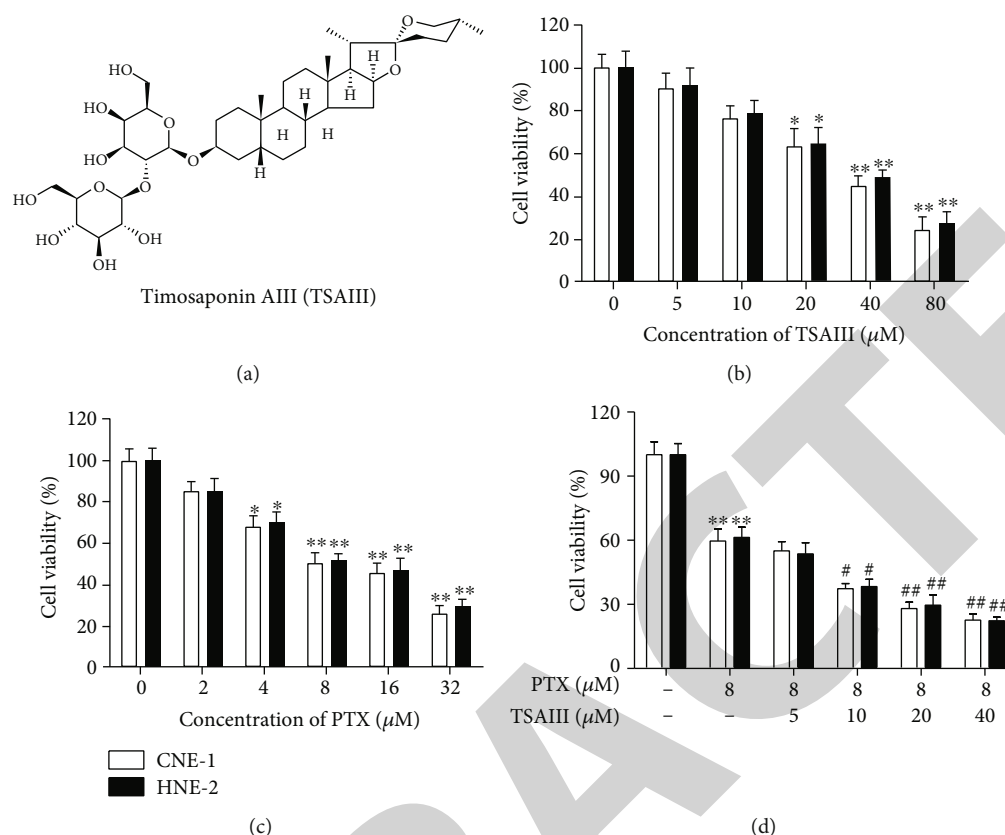 HO
HO
HO
HO
HO
HO
HO
OH
OH
O
O
O
O
O
O
H
H
H
H
H
H
Timosaponin AIII (TSAIII)
(a)
Cell viability (%)
120
100
80
60
40
20
0
* *
** **
** **
0 5 10 20 40 80
Concentration of TSAIII (μM)
(b)
Cell viability (%)
120
100
80
60
40
20
0
* *
** **
** **
** **
0 2 4 8 16 32
Concentration of PTX (μM)
CNE-1
HNE-2
(c)
Cell viability (%)
120
90
60
30
0
** **
# #
## ##
## ##
PTX (μM) – 8 8 8 8 8
TSAIII (μM) – – 5 10 20 40
(d)